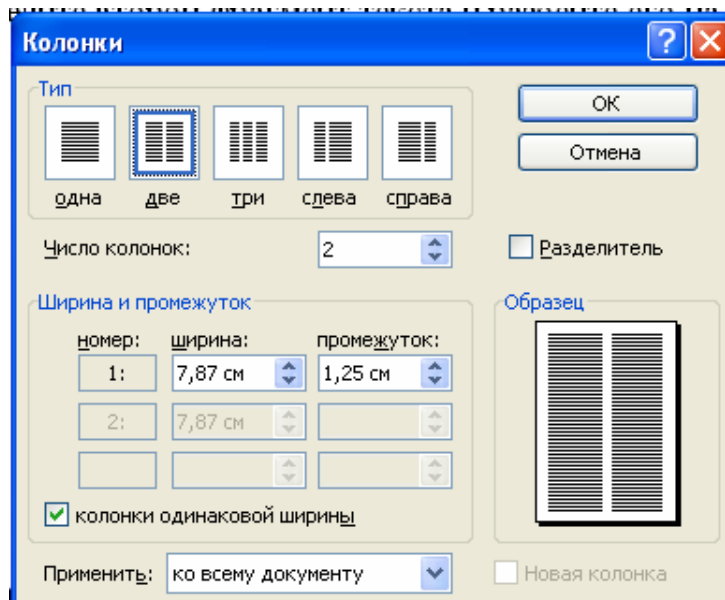 Колонки
Тип
одна две три слева справа
ОК
Отмена
Число колонок: 2
Разделитель
Ширина и промежуток
номер: ширина: промежуток:
1: 7,87 см 1,25 см
2: 7,87 см
колонки одинаковой ширины
Образец
Применить: ко всему документу
Новая колонка